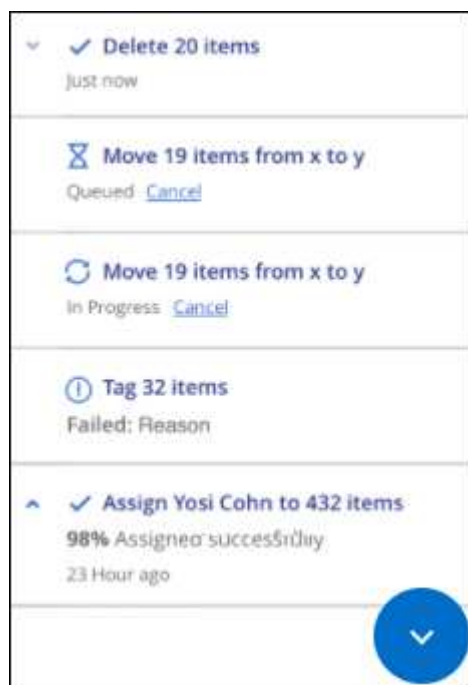 Delete 20 items
Just now
Move 19 items from x to y
Queued Cancel
Move 19 items from x to y
In Progress Cancel
Tag 32 items
Failed: Reason
Assign Yosi Cohn to 432 items
98% Assigned
23 Hour ago